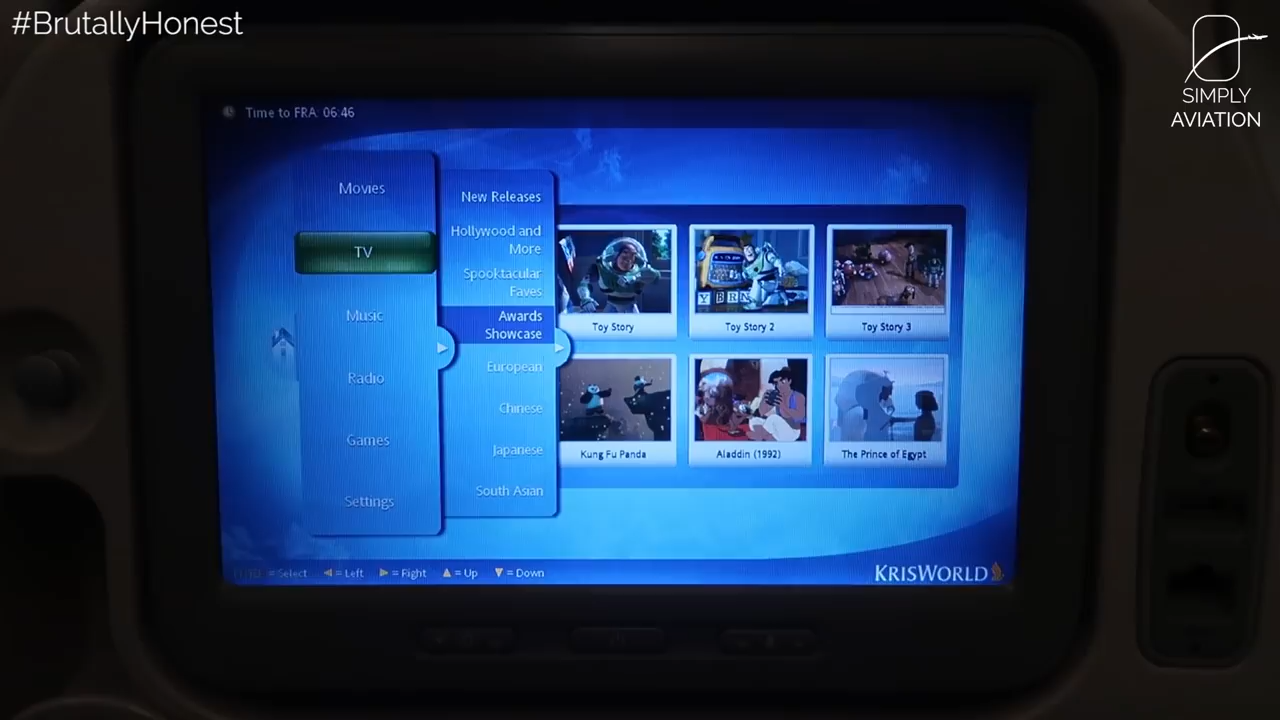 #BrutallyHonest
SIMPLY
AVIATION
Time to FRA: 06:46
Movies
TV
Music
Radio
Games
Settings
New Releases
Hollywood and
More
Spooktacular
Faves
Awards
Showcase
European
Chinese
Japanese
South Asian
Toy Story
Toy Story 2
Toy Story 3
Kung Fu Panda
Aladdin (1992)
The Prince of Egypt
= Select
= Left
= Right
= Up
= Down
KRISWORLD